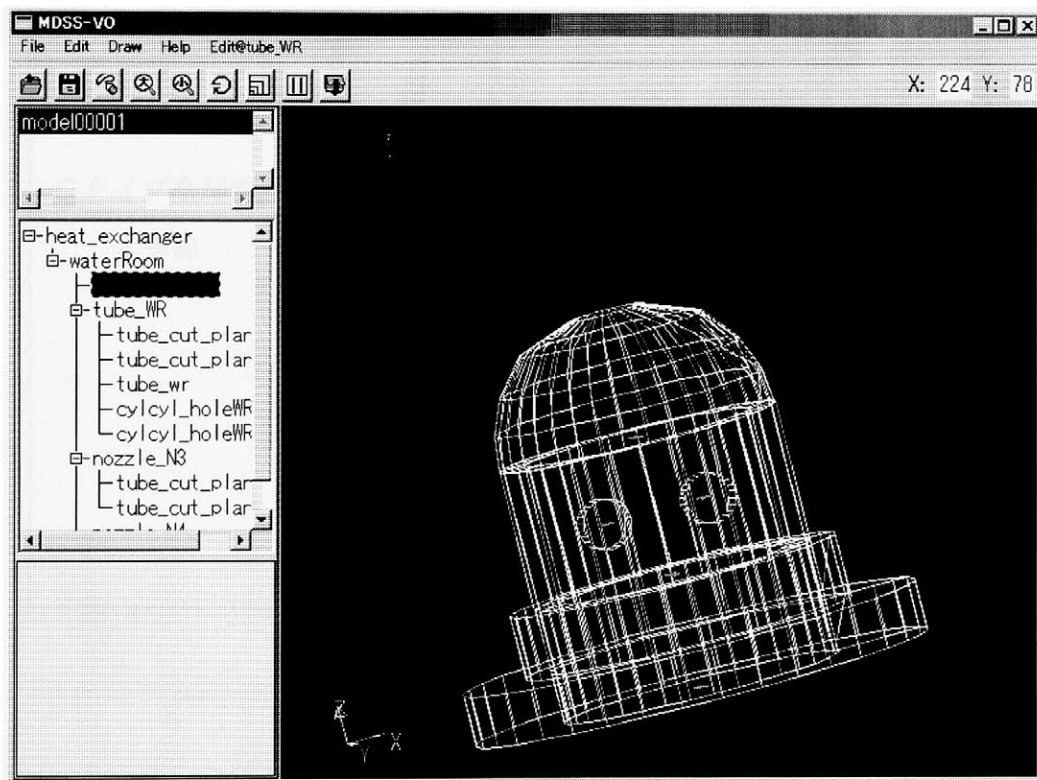 MDSS-VO
File Edit Draw Help Edit@tube_WR
X: 224 Y: 78
model00001
heat_exchanger
waterRoom
tube_WR
tube_cut_plar
tube_cut_plar
tube_wr
cylcyl_holeWR
cylcyl_holeWR
nozzle_N3
tube_cut_plar
tube_cut_plar
nozzle_N4
Z
Y X